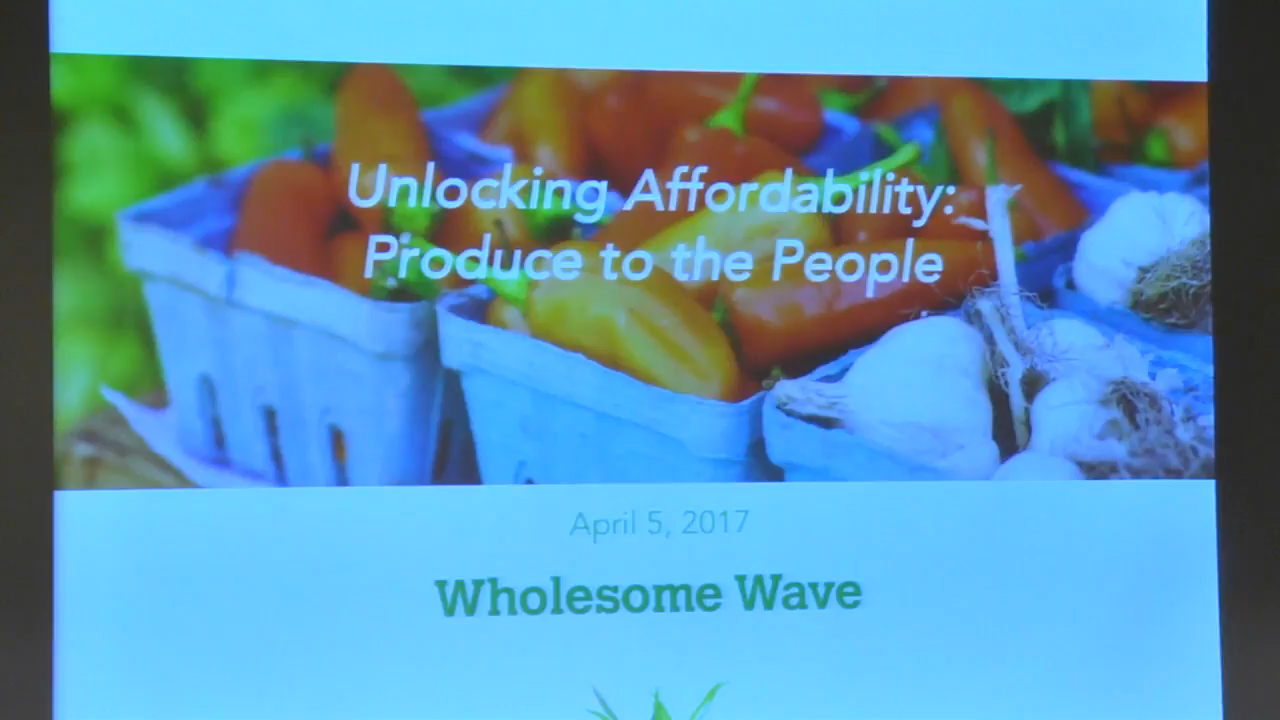 Unlocking Affordability:
Produce to the People
April 5, 2017
Wholesome Wave